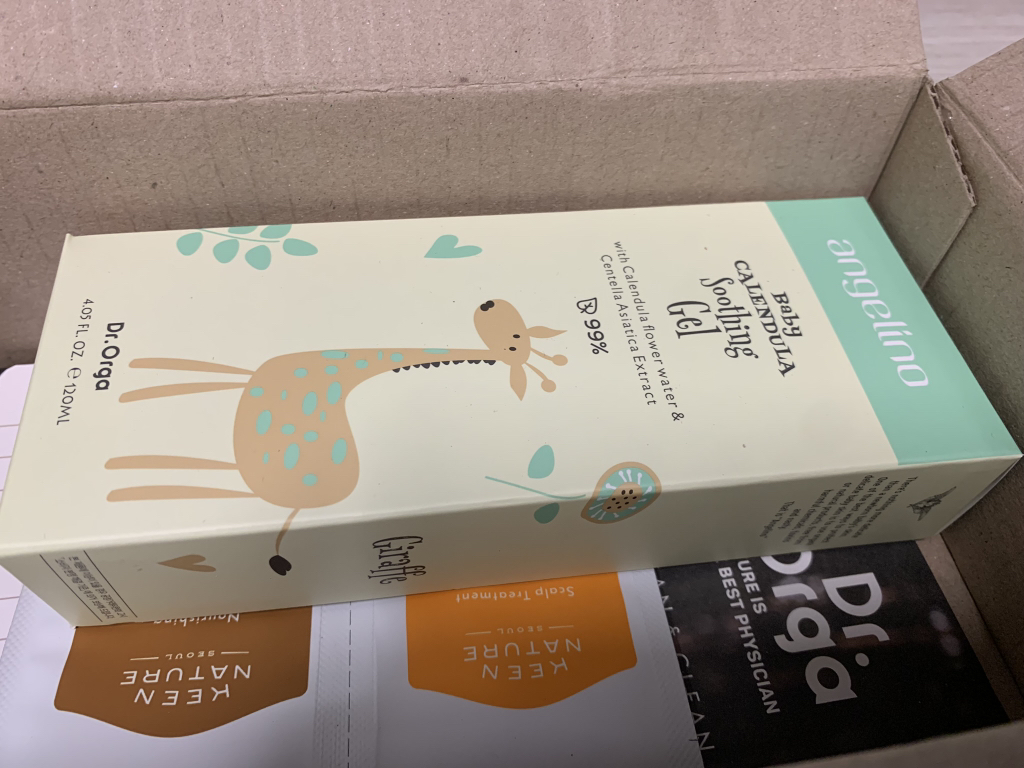 angelino
Baby
CALENDULA
Soothing
Gel
with Calendula flower water &
Centella Asiatica Extract
99%
Dr.Orga
4.05 FL. OZ. ℮ 120ML
Giraffe
Nourishing
KEEN
NATURE
SEOUL
Scalp Treatment
KEEN
NATURE
SEOUL
Dr.
Orga
URE IS
BEST PHYSICIAN
CLEAN